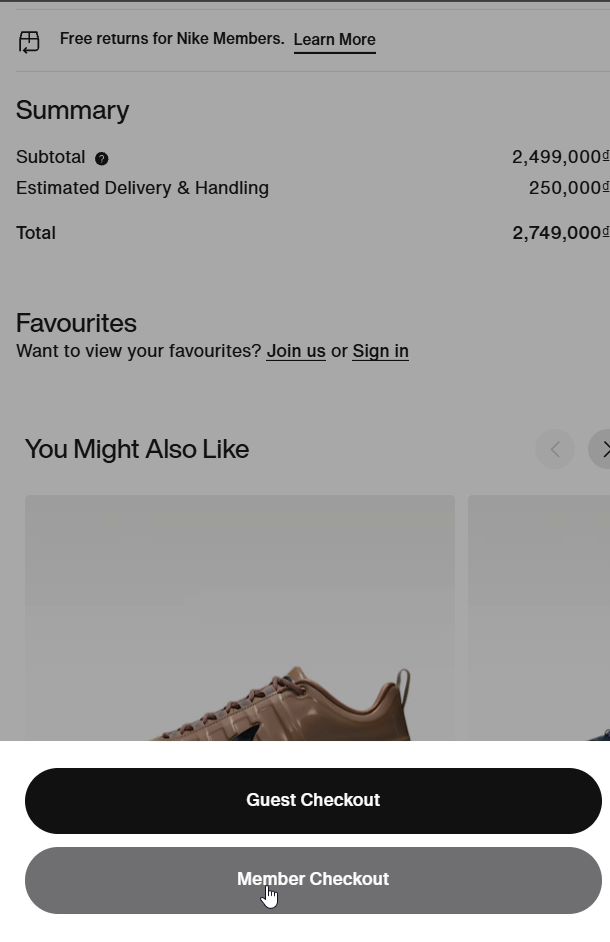 Free returns for Nike Members. Learn More
Summary
Subtotal ? 2,499,000₫
Estimated Delivery & Handling 250,000₫
Total 2,749,000₫
Favourites
Want to view your favourites? Join us or Sign in
You Might Also Like
Guest Checkout
Member Checkout